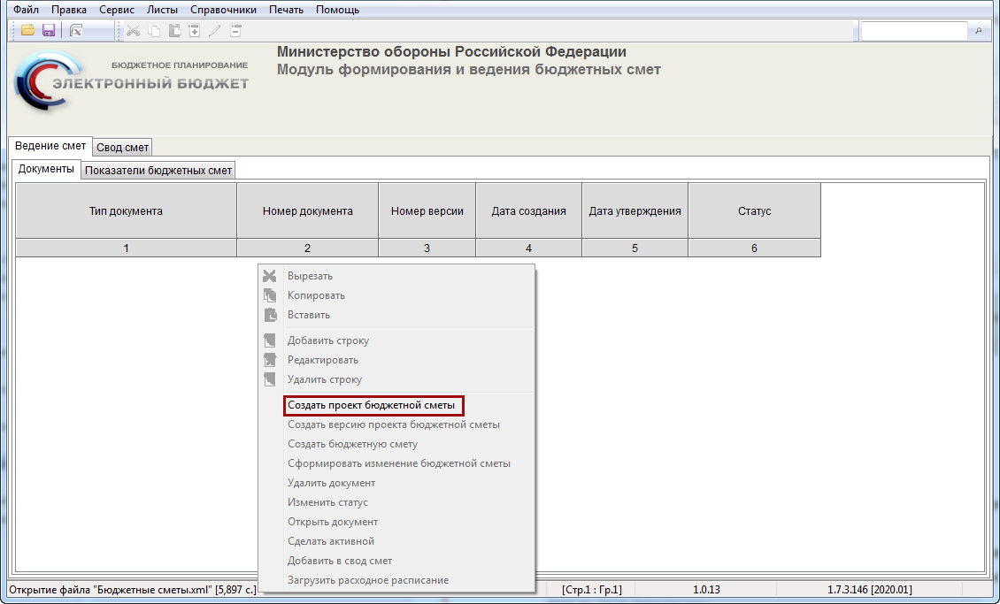 Файл Правка Сервис Листы Справочники Печать Помощь
Министерство обороны Российской Федерации
БЮДЖЕТНОЕ ПЛАНИРОВАНИЕ
Модуль формирования и ведения бюджетных смет
ЭЛЕКТРОННЫЙ БЮДЖЕТ
Ведение смет Свод смет
Документы Показатели бюджетных смет
Тип документа Номер документа Номер версии Дата создания Дата утверждения Статус
1 2 3 4 5 6
Вырезать
Копировать
Вставить
Добавить строку
Редактировать
Удалить строку
Создать проект бюджетной сметы
Создать версию проекта бюджетной сметы
Создать бюджетную смету
Сформировать изменение бюджетной сметы
Удалить документ
Изменить статус
Открыть документ
Сделать активной
Добавить в свод смет
Загрузить расходное расписание
Открытие файла "Бюджетные сметы.xml" [5,897 с.] [Стр.1 : Гр.1] 1.0.13 1.7.3.146 [2020.01]